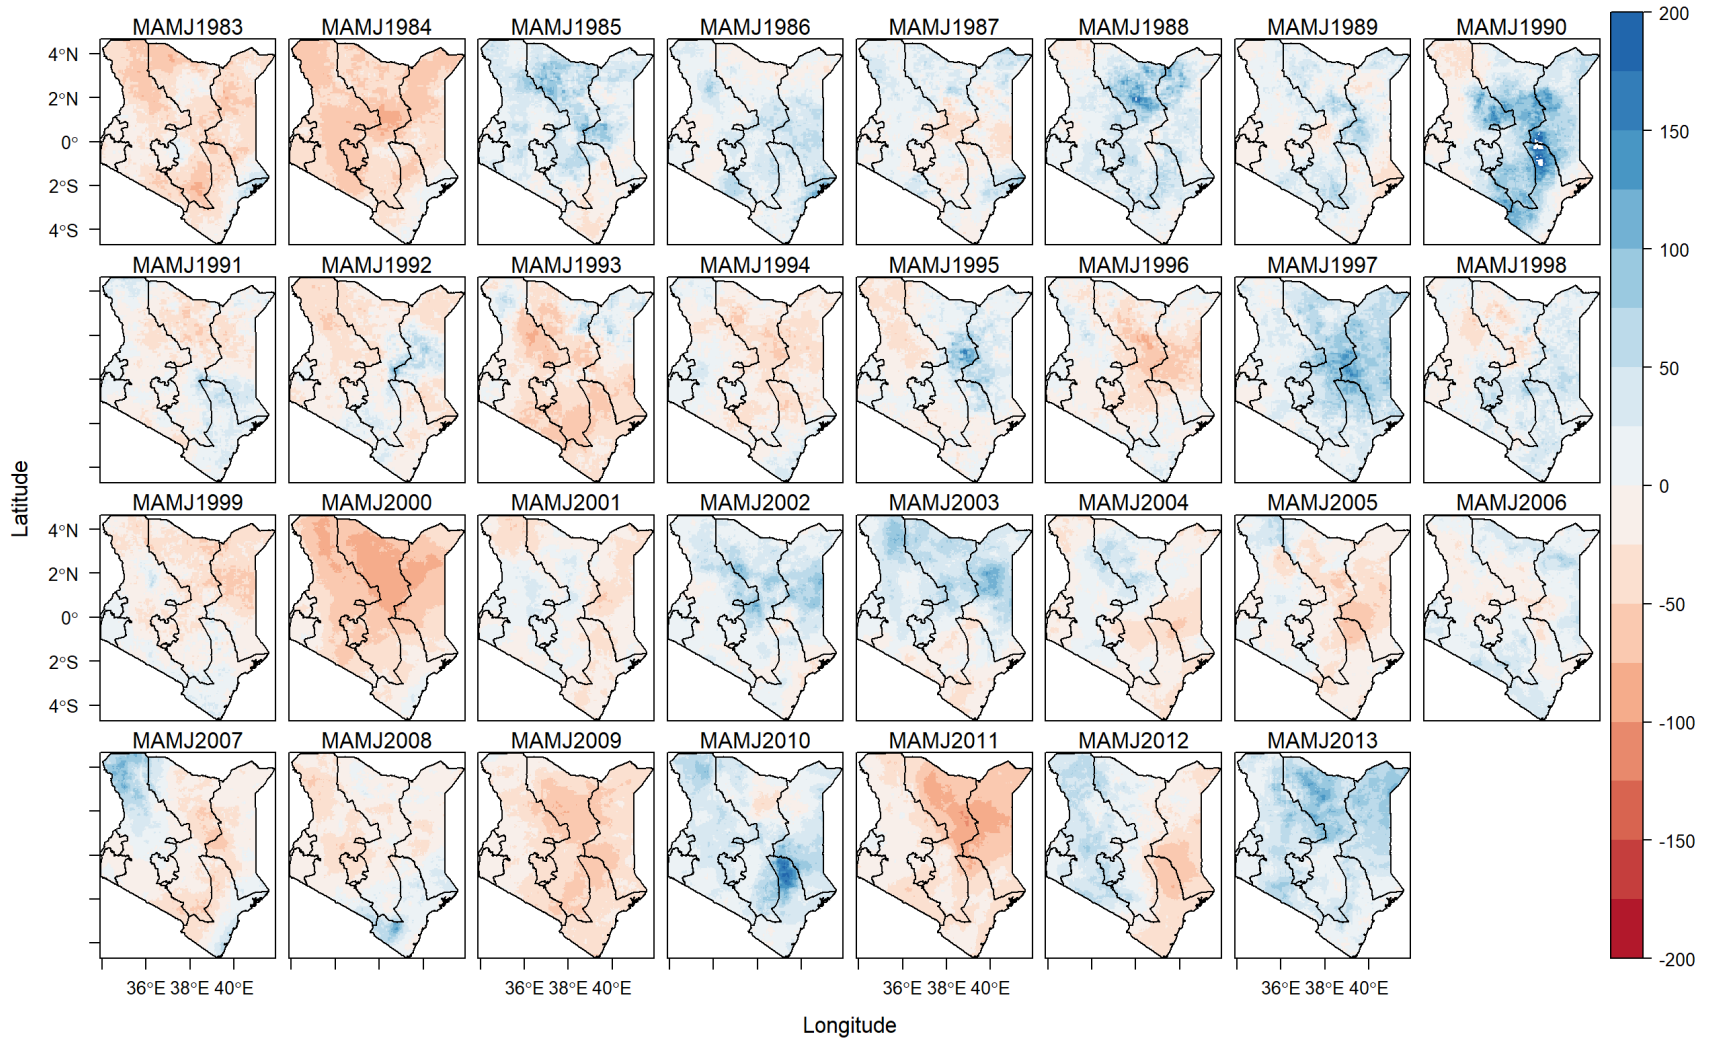 MAMJ1983 MAMJ1984 MAMJ1985 MAMJ1986 MAMJ1987 MAMJ1988 MAMJ1989 MAMJ1990
4°N
2°N
0°
2°S
4°S
MAMJ1991 MAMJ1992 MAMJ1993 MAMJ1994 MAMJ1995 MAMJ1996 MAMJ1997 MAMJ1998
MAMJ1999 MAMJ2000 MAMJ2001 MAMJ2002 MAMJ2003 MAMJ2004 MAMJ2005 MAMJ2006
4°N
2°N
0°
2°S
4°S
MAMJ2007 MAMJ2008 MAMJ2009 MAMJ2010 MAMJ2011 MAMJ2012 MAMJ2013
36°E 38°E 40°E 36°E 38°E 40°E 36°E 38°E 40°E 36°E 38°E 40°E
Longitude
Latitude
200
150
100
50
0
-50
-100
-150
-200